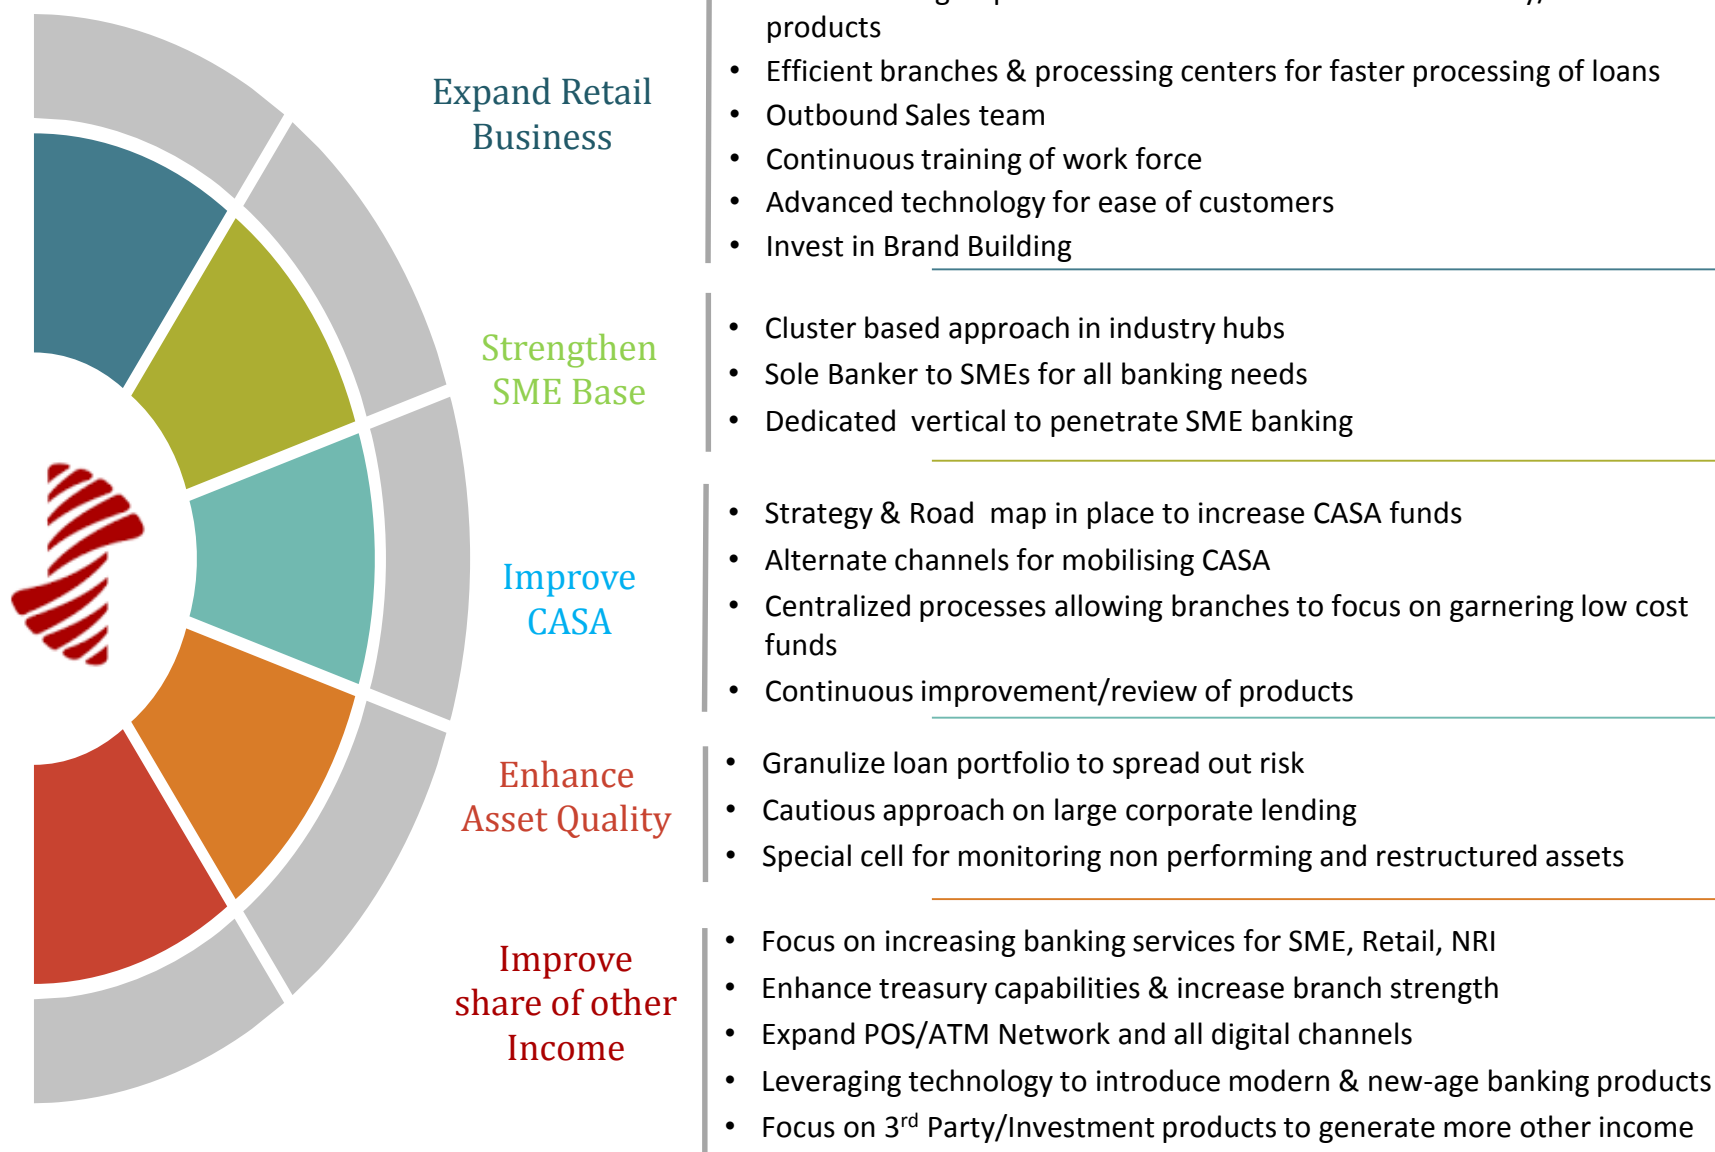 products
Expand Retail
Business
• Efficient branches & processing centers for faster processing of loans
• Outbound Sales team
• Continuous training of work force
• Advanced technology for ease of customers
• Invest in Brand Building
Strengthen
SME Base
• Cluster based approach in industry hubs
• Sole Banker to SMEs for all banking needs
• Dedicated  vertical to penetrate SME banking
Improve
CASA
• Strategy & Road  map in place to increase CASA funds
• Alternate channels for mobilising CASA
• Centralized processes allowing branches to focus on garnering low cost
funds
• Continuous improvement/review of products
Enhance
Asset Quality
• Granulize loan portfolio to spread out risk
• Cautious approach on large corporate lending
• Special cell for monitoring non performing and restructured assets
Improve
share of other
Income
• Focus on increasing banking services for SME, Retail, NRI
• Enhance treasury capabilities & increase branch strength
• Expand POS/ATM Network and all digital channels
• Leveraging technology to introduce modern & new-age banking products
• Focus on 3rd Party/Investment products to generate more other income